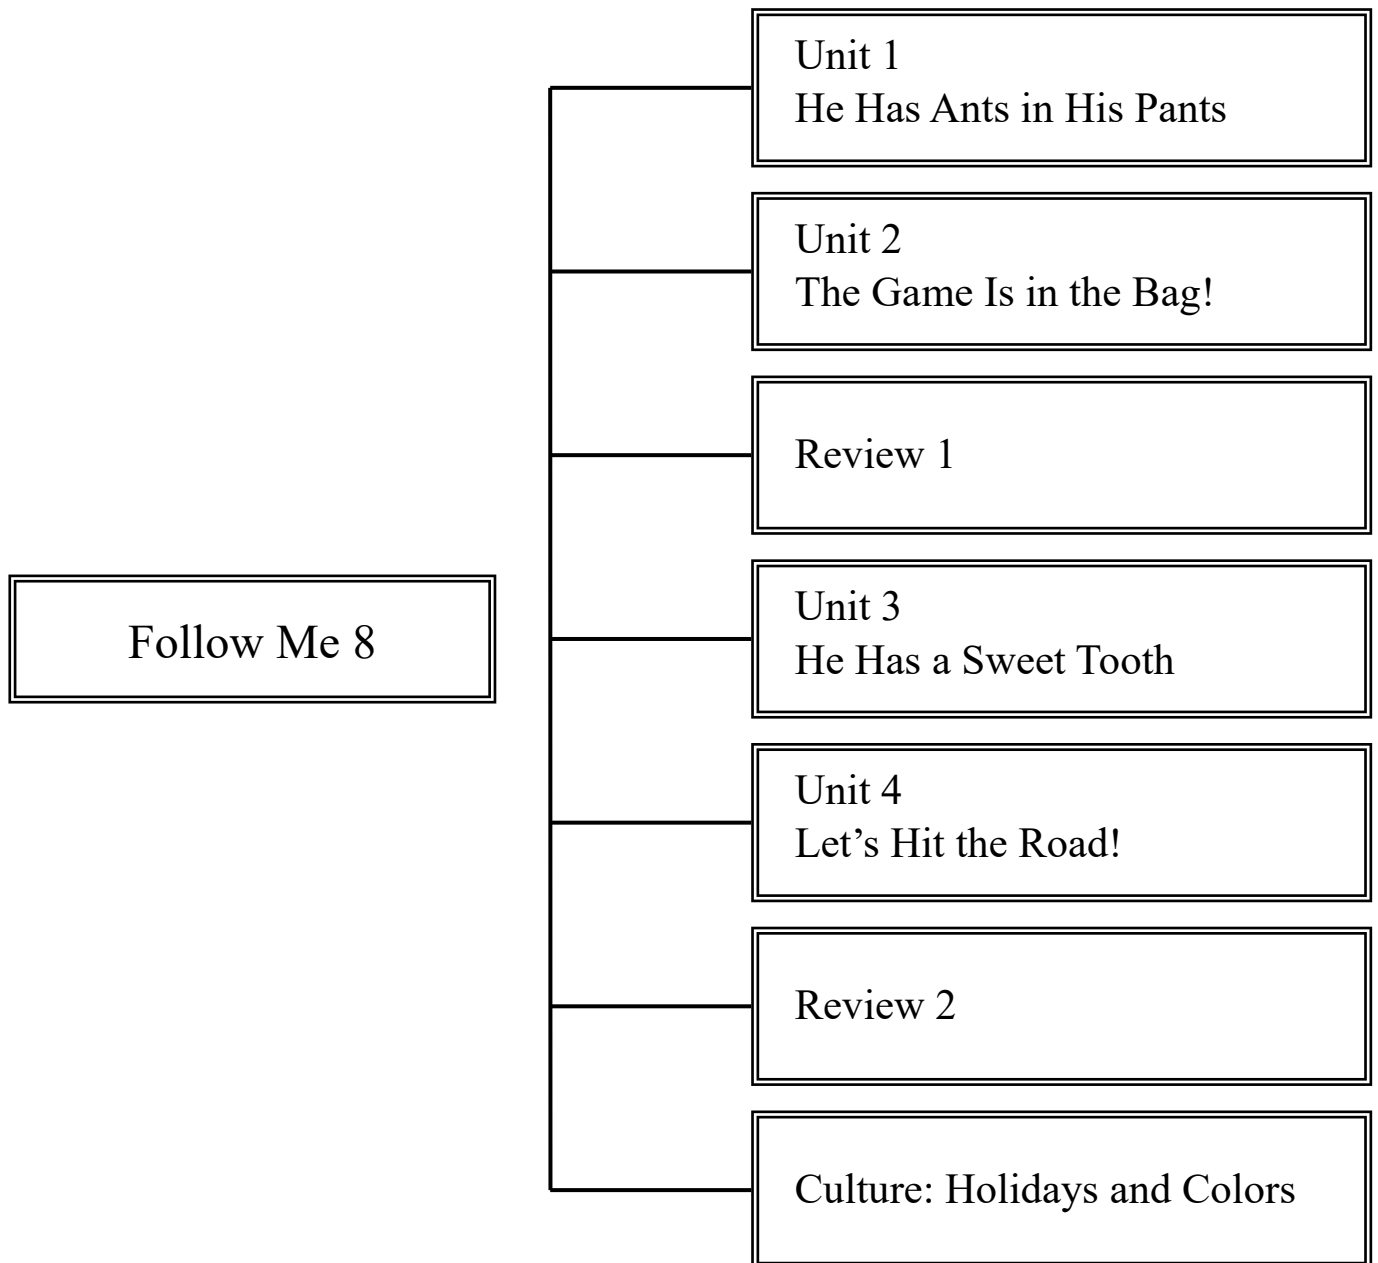 Unit 1
He Has Ants in His Pants
Unit 2
The Game Is in the Bag!
Review 1
Unit 3
He Has a Sweet Tooth
Follow Me 8
Unit 4
Let’s Hit the Road!
Review 2
Culture: Holidays and Colors